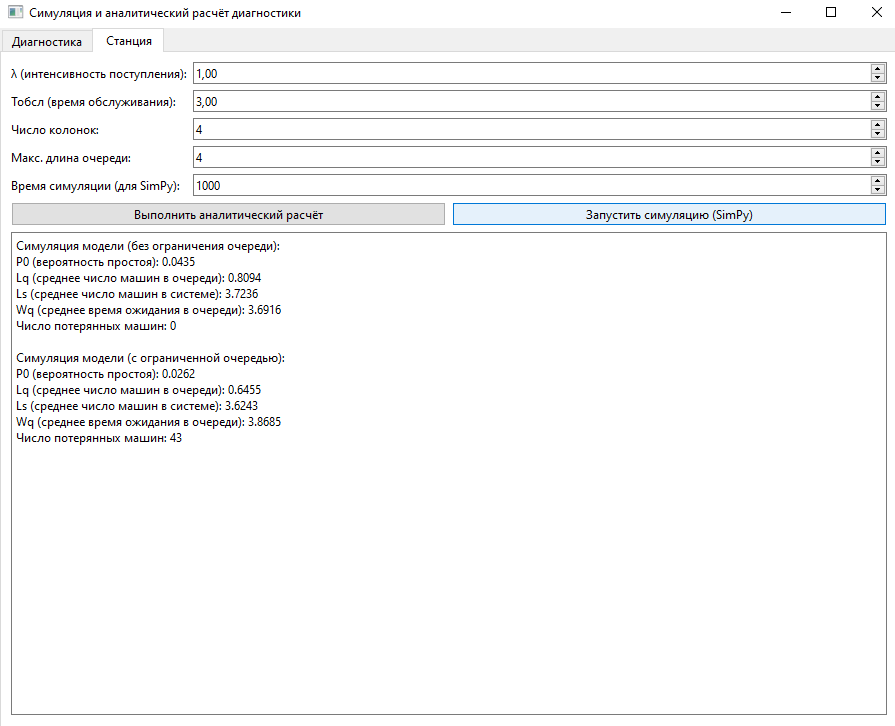 Симуляция и аналитический расчёт диагностики
Диагностика
Станция
λ (интенсивность поступления):
1,00
Тобсл (время обслуживания):
3,00
Число колонок:
4
Макс. длина очереди:
4
Время симуляции (для SimPy):
1000
Выполнить аналитический расчёт
Запустить симуляцию (SimPy)
Симуляция модели (без ограничения очереди):
P0 (вероятность простоя): 0.0435
Lq (среднее число машин в очереди): 0.8094
Ls (среднее число машин в системе): 3.7236
Wq (среднее время ожидания в очереди): 3.6916
Число потерянных машин: 0
Симуляция модели (с ограниченной очередью):
P0 (вероятность простоя): 0.0262
Lq (среднее число машин в очереди): 0.6455
Ls (среднее число машин в системе): 3.6243
Wq (среднее время ожидания в очереди): 3.8685
Число потерянных машин: 43